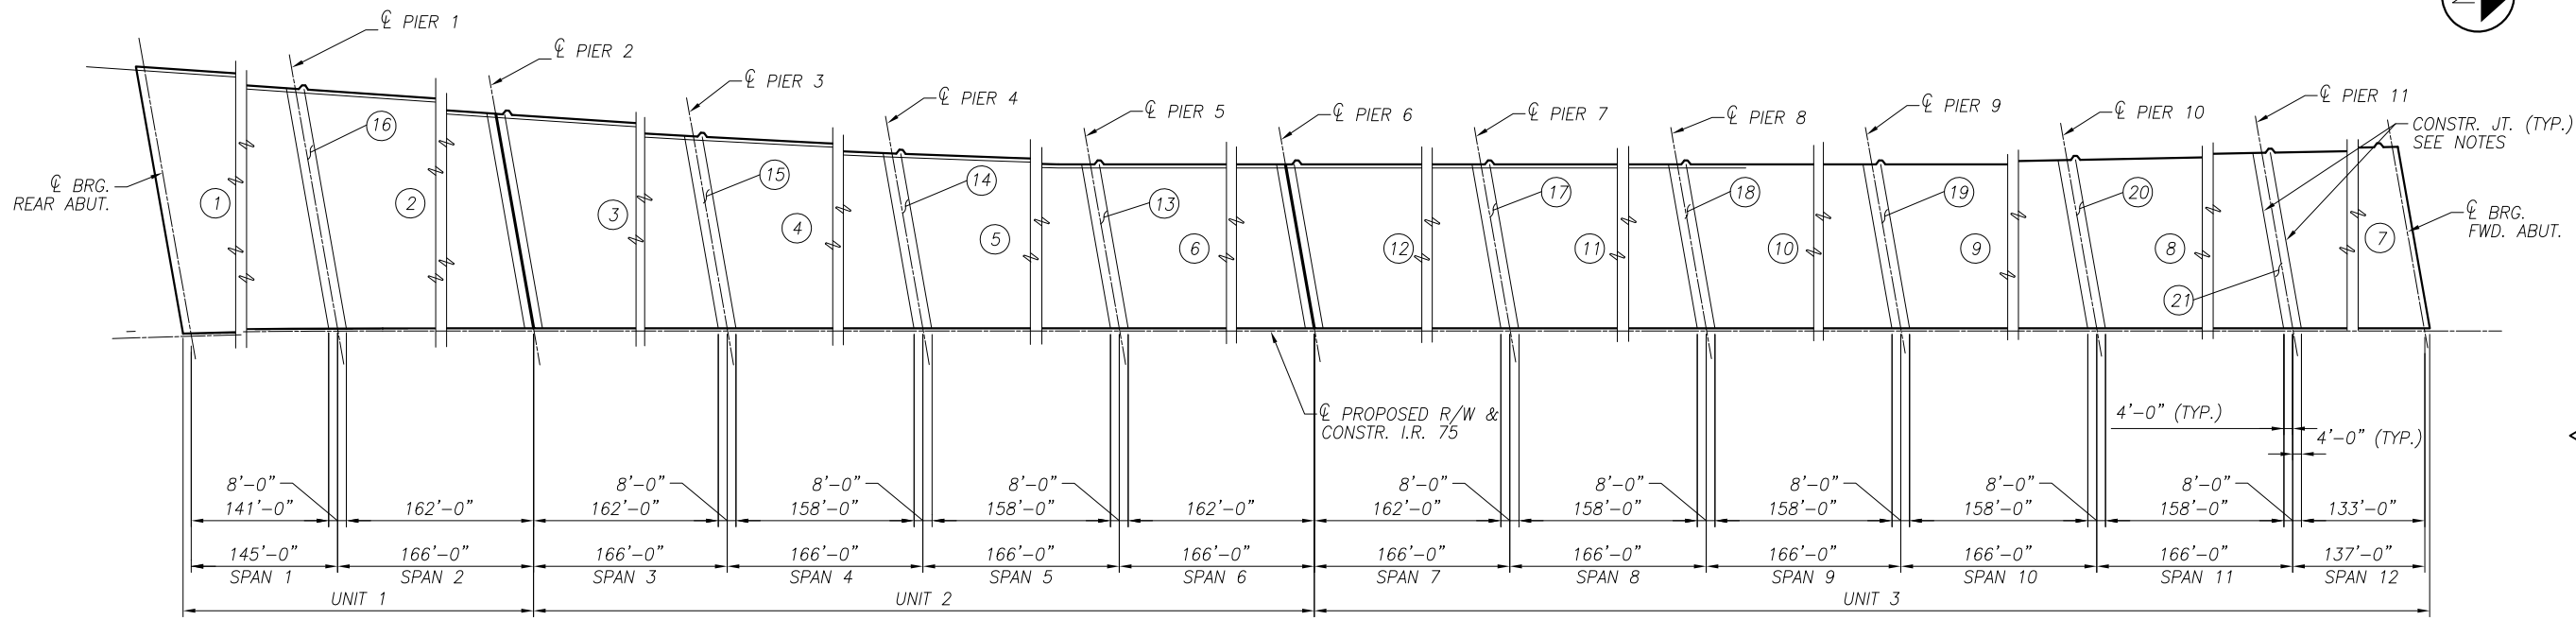 ℄ PIER 1
℄ PIER 2
℄ PIER 3
℄ PIER 4
℄ PIER 5
℄ PIER 6
℄ PIER 7
℄ PIER 8
℄ PIER 9
℄ PIER 10
℄ PIER 11
CONSTR. JT. (TYP.)
SEE NOTES
℄ BRG.
REAR ABUT.
℄ BRG.
FWD. ABUT.
16
15
14
13
17
18
19
20
21
1
2
3
4
5
6
12
11
10
9
8
7
℄ PROPOSED R/W &
CONSTR. I.R. 75
4'-0" (TYP.)
4'-0" (TYP.)
8'-0" 8'-0" 8'-0" 8'-0" 8'-0" 8'-0" 8'-0" 8'-0" 8'-0"
141'-0" 162'-0" 162'-0" 158'-0" 158'-0" 162'-0" 162'-0" 158'-0" 158'-0" 158'-0" 158'-0" 133'-0"
145'-0" 166'-0" 166'-0" 166'-0" 166'-0" 166'-0" 166'-0" 166'-0" 166'-0" 166'-0" 166'-0" 137'-0"
SPAN 1 SPAN 2 SPAN 3 SPAN 4 SPAN 5 SPAN 6 SPAN 7 SPAN 8 SPAN 9 SPAN 10 SPAN 11 SPAN 12
UNIT 1 UNIT 2 UNIT 3